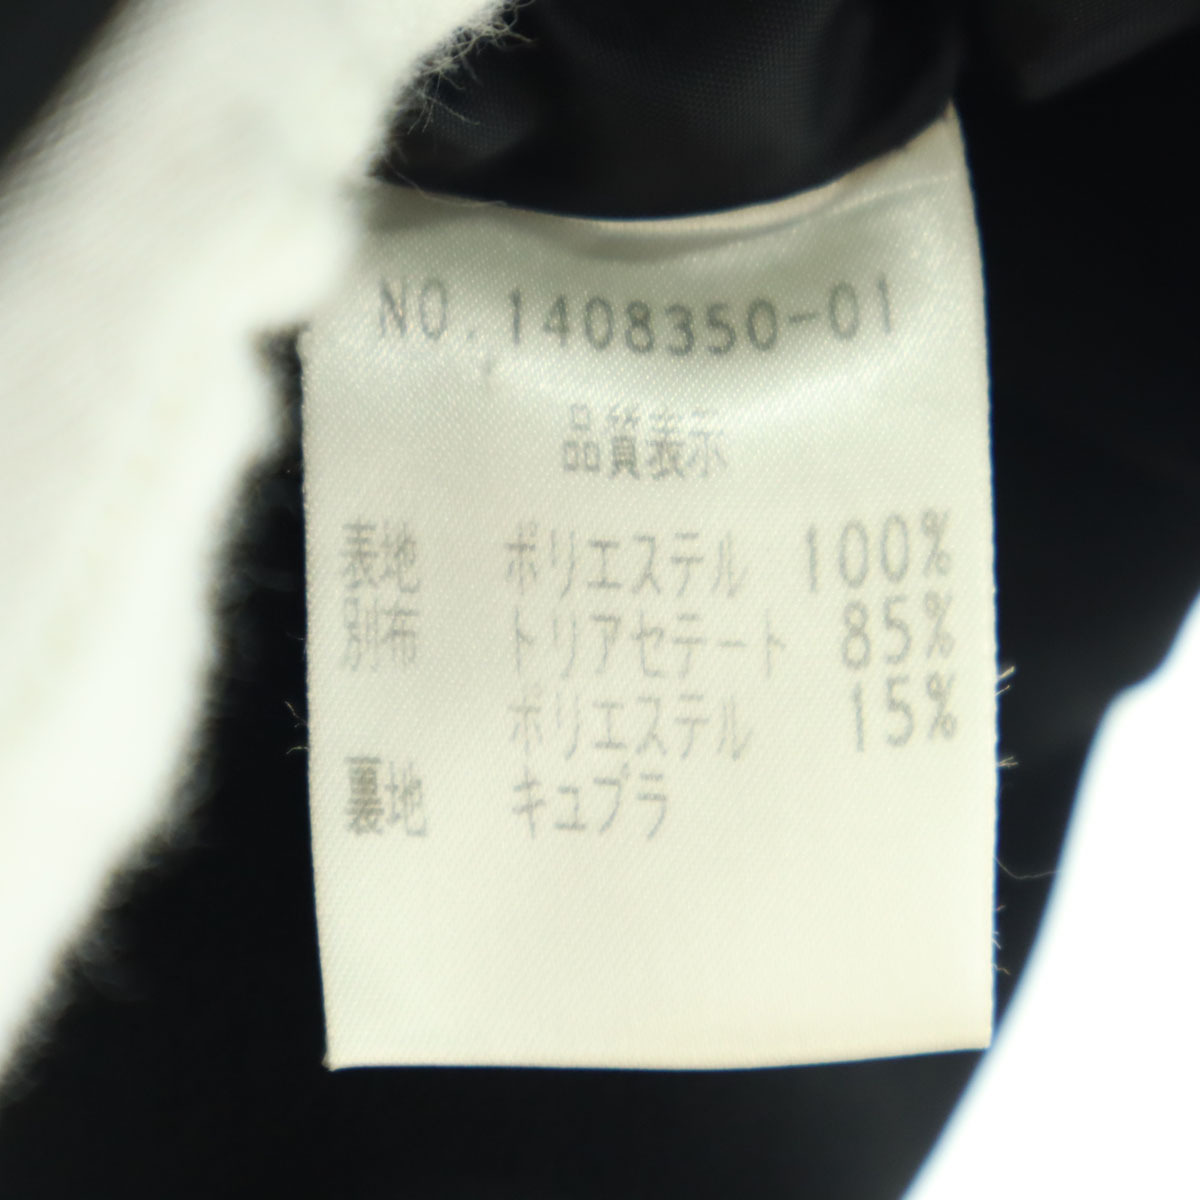 NO. 1408350-01
品質表示
表地 ポリエステル 100%
別布 トリアセテート 85%
ポリエステル 15%
裏地 キュプラ